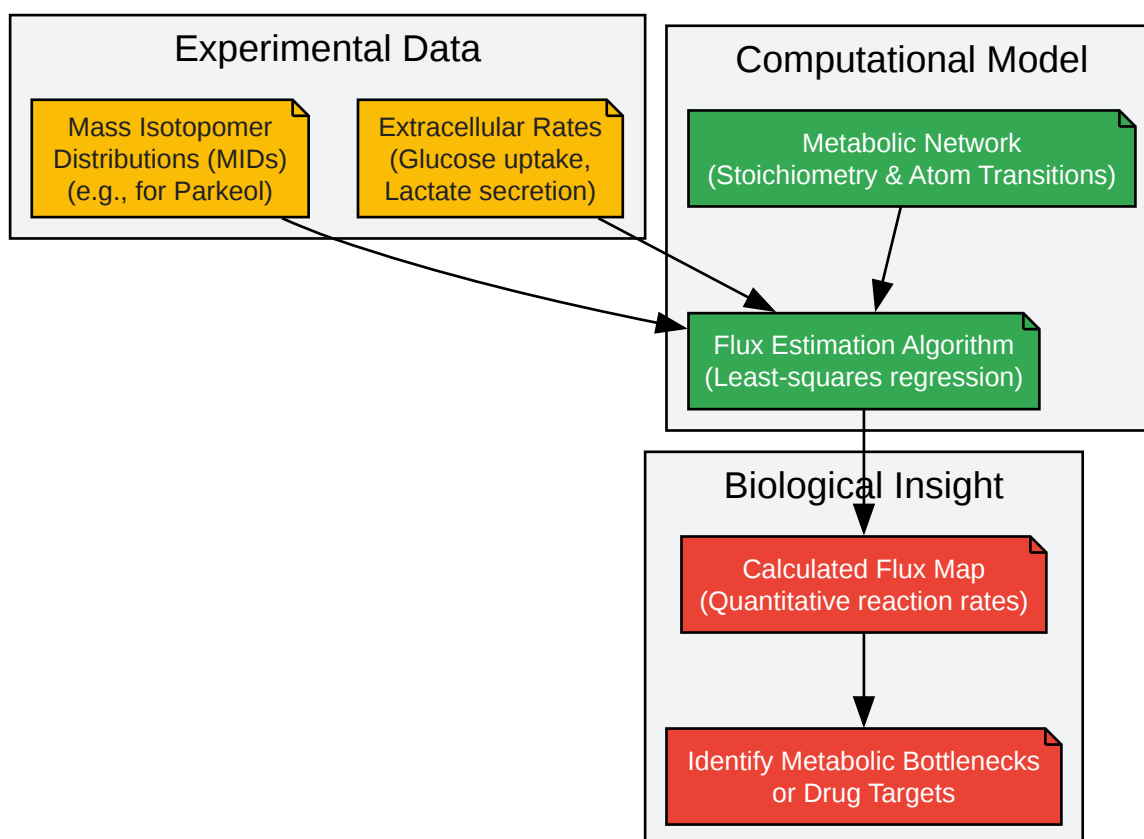 Experimental Data
Mass Isotopomer
Distributions (MIDs)
(e.g., for Parkeol)
Extracellular Rates
(Glucose uptake,
Lactate secretion)
Computational Model
Metabolic Network
(Stoichiometry & Atom Transitions)
Flux Estimation Algorithm
(Least-squares regression)
Biological Insight
Calculated Flux Map
(Quantitative reaction rates)
Identify Metabolic Bottlenecks
or Drug Targets